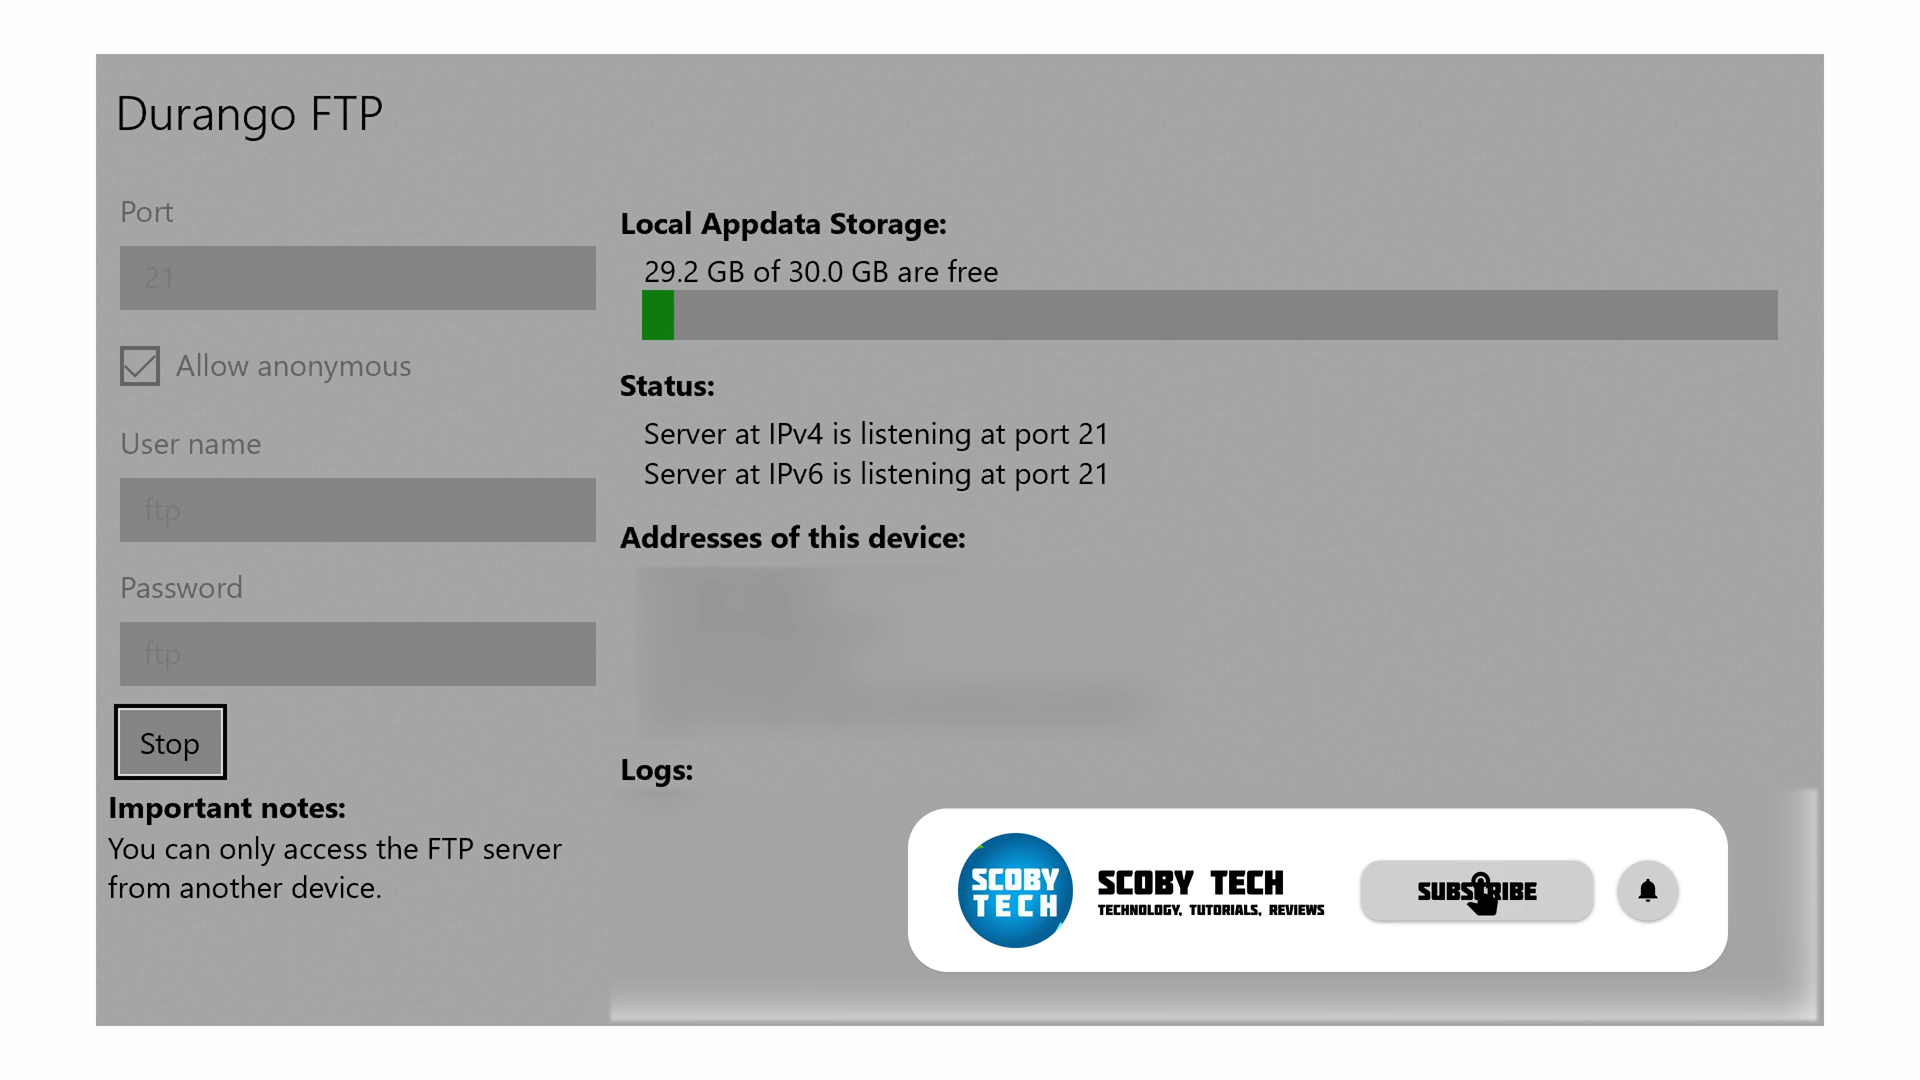 Durango FTP
Port
21
Allow anonymous
User name
ftp
Password
ftp
Stop
Important notes:
You can only access the FTP server
from another device.
Local Appdata Storage:
29.2 GB of 30.0 GB are free
Status:
Server at IPv4 is listening at port 21
Server at IPv6 is listening at port 21
Addresses of this device:
Logs:
SCOBY
TECH
SCOBY TECH
TECHNOLOGY, TUTORIALS, REVIEWS
SUBSCRIBE